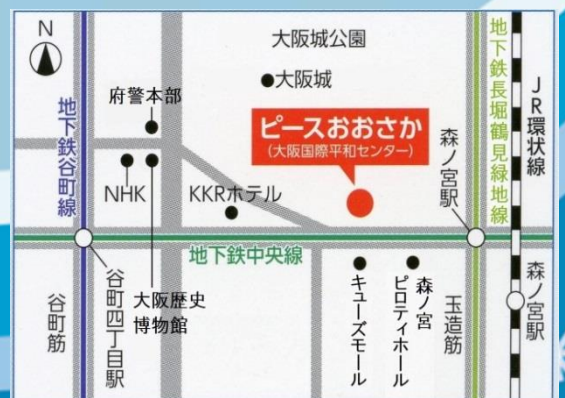 N
大阪城公園
大阪城
府警本部
地下鉄谷町線
ピースおおさか
(大阪国際平和センター)
森ノ宮駅
地下鉄長堀鶴見緑地線
JR環状線
NHK
KKRホテル
地下鉄中央線
谷町筋
谷町四丁目駅
大阪歴史
博物館
キューズモール
森ノ宮
ピロティホール
玉造筋
森ノ宮駅